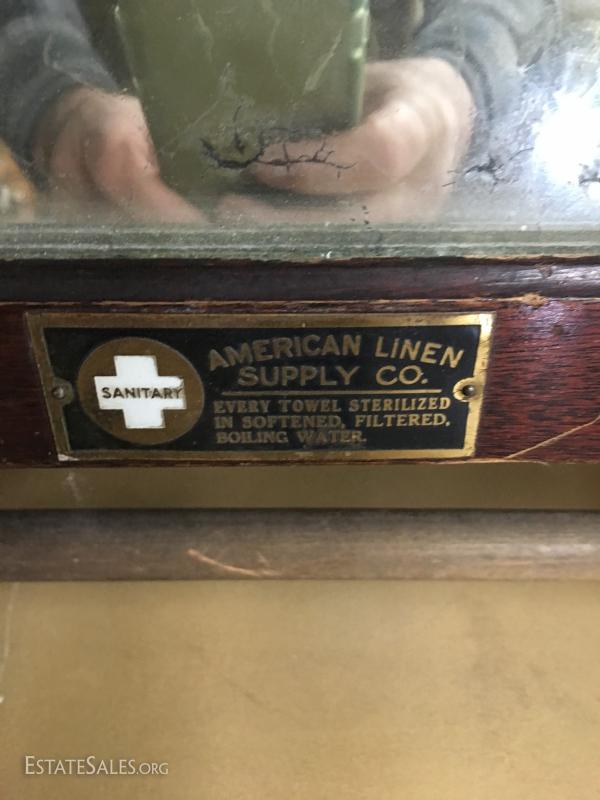 SANITARY
AMERICAN LINEN
SUPPLY CO.
EVERY TOWEL STERILIZED
IN SOFTENED, FILTERED,
BOILING WATER.
ESTATESALES.ORG